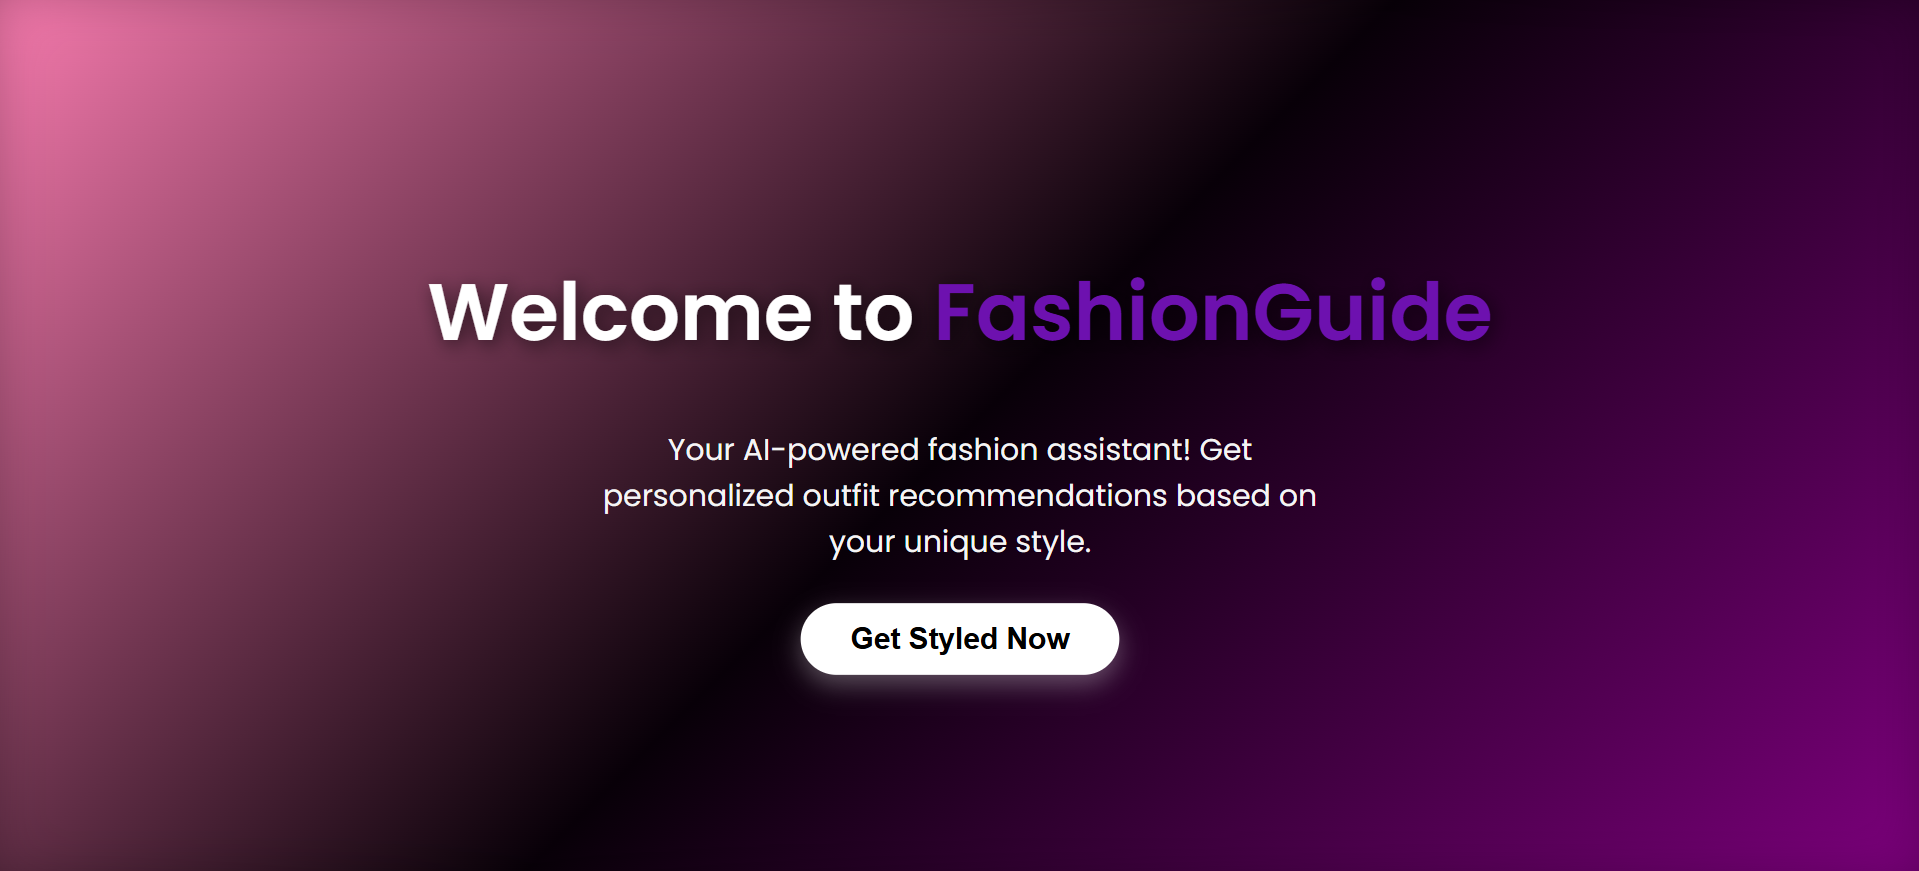 Welcome to FashionGuide
Your AI-powered fashion assistant! Get
personalized outfit recommendations based on
your unique style.
Get Styled Now